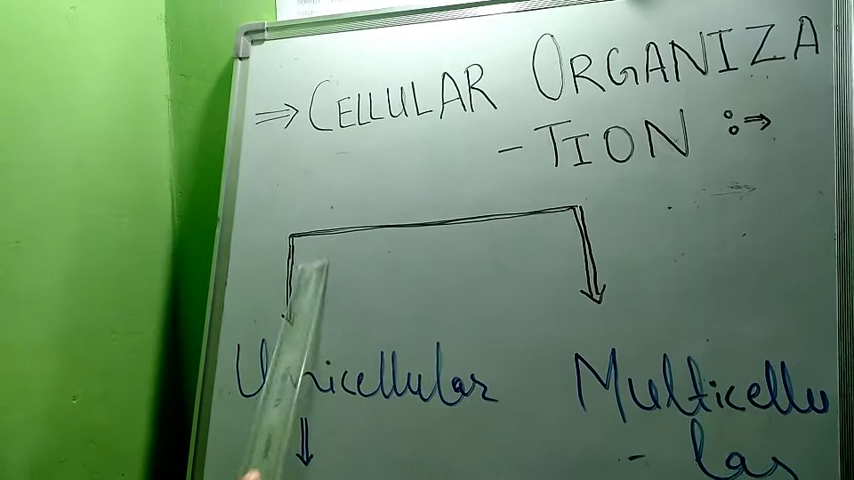 ⇒ CELLULAR ORGANIZA
- TION :⇒
Unicellular Multicellu
- lar